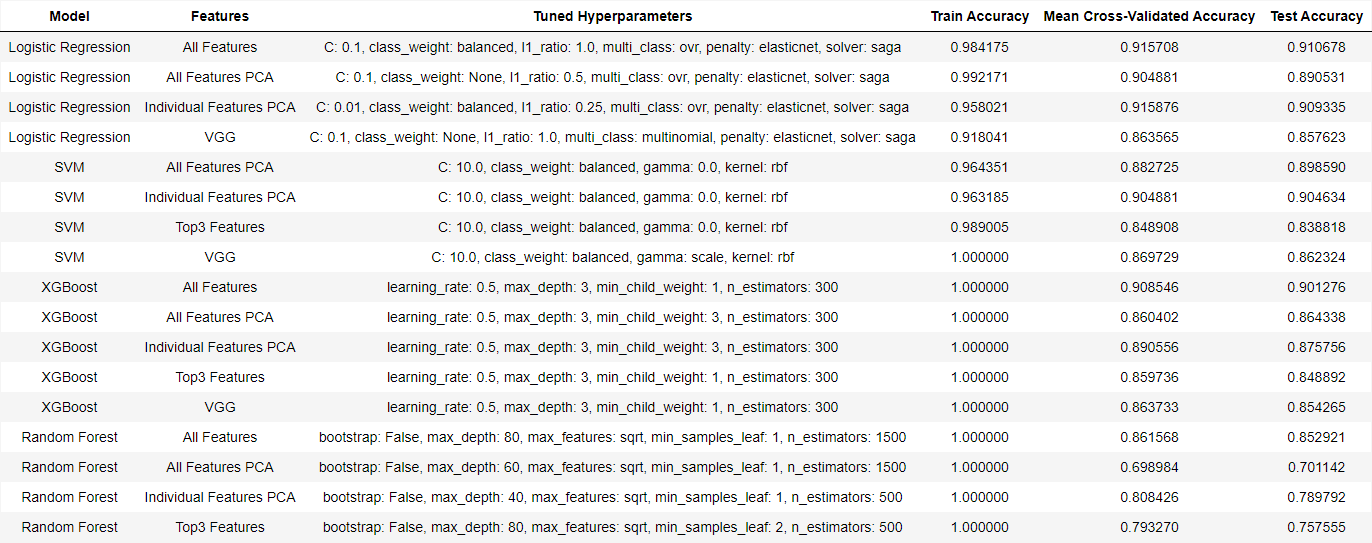 Model Features Tuned Hyperparameters Train Accuracy Mean Cross-Validated Accuracy Test Accuracy
Logistic Regression All Features C: 0.1, class_weight: balanced, l1_ratio: 1.0, multi_class: ovr, penalty: elasticnet, solver: saga 0.984175 0.915708 0.910678
Logistic Regression All Features PCA C: 0.1, class_weight: None, l1_ratio: 0.5, multi_class: ovr, penalty: elasticnet, solver: saga 0.992171 0.904881 0.890531
Logistic Regression Individual Features PCA C: 0.01, class_weight: balanced, l1_ratio: 0.25, multi_class: ovr, penalty: elasticnet, solver: saga 0.958021 0.915876 0.909335
Logistic Regression VGG C: 0.1, class_weight: None, l1_ratio: 1.0, multi_class: multinomial, penalty: elasticnet, solver: saga 0.918041 0.863565 0.857623
SVM All Features PCA C: 10.0, class_weight: balanced, gamma: 0.0, kernel: rbf 0.964351 0.882725 0.898590
SVM Individual Features PCA C: 10.0, class_weight: balanced, gamma: 0.0, kernel: rbf 0.963185 0.904881 0.904634
SVM Top3 Features C: 10.0, class_weight: balanced, gamma: 0.0, kernel: rbf 0.989005 0.848908 0.838818
SVM VGG C: 10.0, class_weight: balanced, gamma: scale, kernel: rbf 1.000000 0.869729 0.862324
XGBoost All Features learning_rate: 0.5, max_depth: 3, min_child_weight: 1, n_estimators: 300 1.000000 0.908546 0.901276
XGBoost All Features PCA learning_rate: 0.5, max_depth: 3, min_child_weight: 3, n_estimators: 300 1.000000 0.860402 0.864338
XGBoost Individual Features PCA learning_rate: 0.5, max_depth: 3, min_child_weight: 3, n_estimators: 300 1.000000 0.890556 0.875756
XGBoost Top3 Features learning_rate: 0.5, max_depth: 3, min_child_weight: 1, n_estimators: 300 1.000000 0.859736 0.848892
XGBoost VGG learning_rate: 0.5, max_depth: 3, min_child_weight: 1, n_estimators: 300 1.000000 0.863733 0.854265
Random Forest All Features bootstrap: False, max_depth: 80, max_features: sqrt, min_samples_leaf: 1, n_estimators: 1500 1.000000 0.861568 0.852921
Random Forest All Features PCA bootstrap: False, max_depth: 60, max_features: sqrt, min_samples_leaf: 1, n_estimators: 1500 1.000000 0.698984 0.701142
Random Forest Individual Features PCA bootstrap: False, max_depth: 40, max_features: sqrt, min_samples_leaf: 1, n_estimators: 500 1.000000 0.808426 0.789792
Random Forest Top3 Features bootstrap: False, max_depth: 80, max_features: sqrt, min_samples_leaf: 2, n_estimators: 500 1.000000 0.793270 0.757555